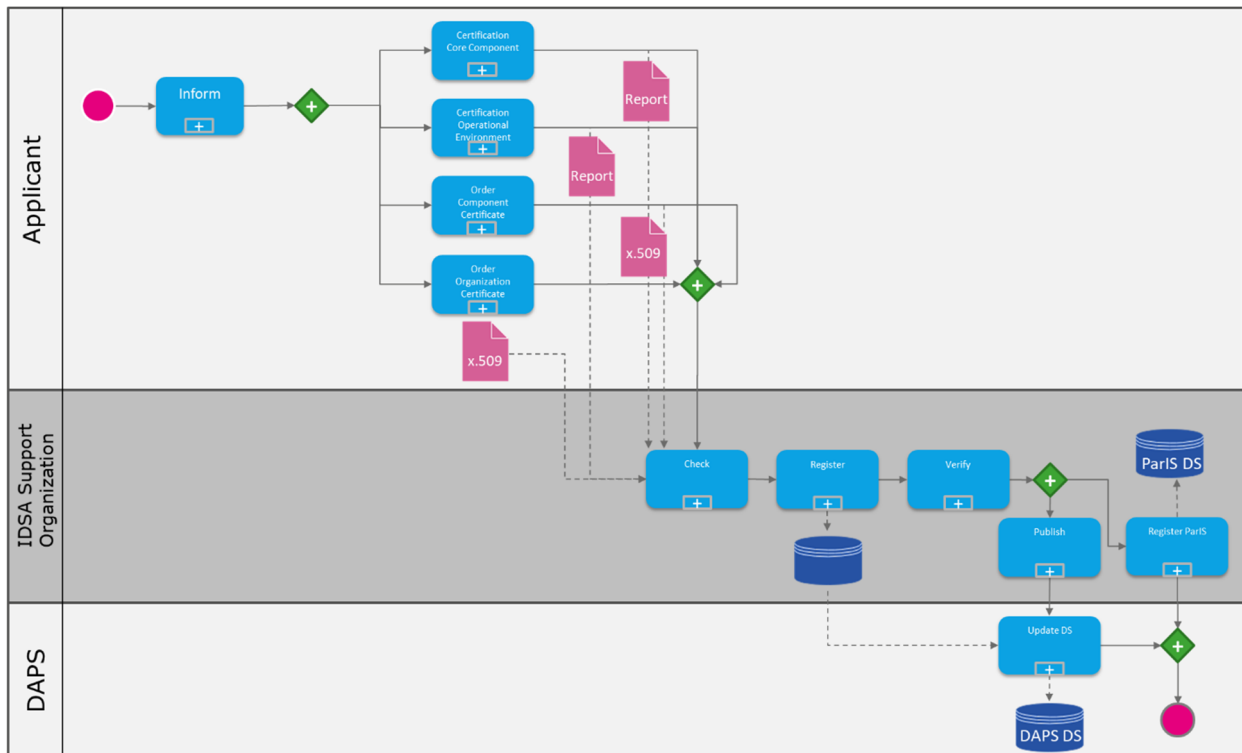 Applicant
Inform
Certification
Core Component
Report
Certification
Operational
Environment
Report
Order
Component
Certificate
x.509
Order
Organization
Certificate
x.509
IDSA Support
Organization
Check
Register
Verify
ParIS DS
Publish
Register ParIS
DAPS
Update DS
DAPS DS